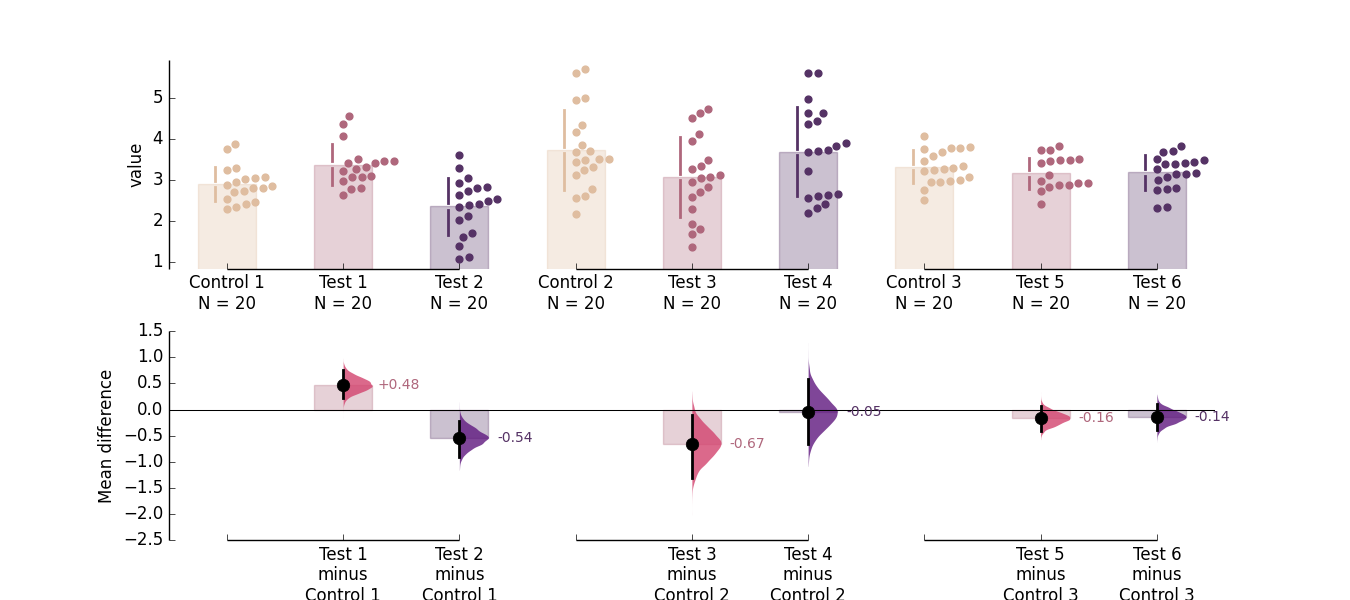 value
5
4
3
2
1
Control 1 Test 1 Test 2 Control 2 Test 3 Test 4 Control 3 Test 5 Test 6
N = 20 N = 20 N = 20 N = 20 N = 20 N = 20 N = 20 N = 20 N = 20
Mean difference
1.5
1.0
0.5
0.0
−0.5
−1.0
−1.5
−2.0
−2.5
+0.48
-0.54
-0.67
-0.05
-0.16
-0.14
Test 1 Test 2 Test 3 Test 4 Test 5 Test 6
minus minus minus minus minus minus
Control 1 Control 1 Control 2 Control 2 Control 3 Control 3